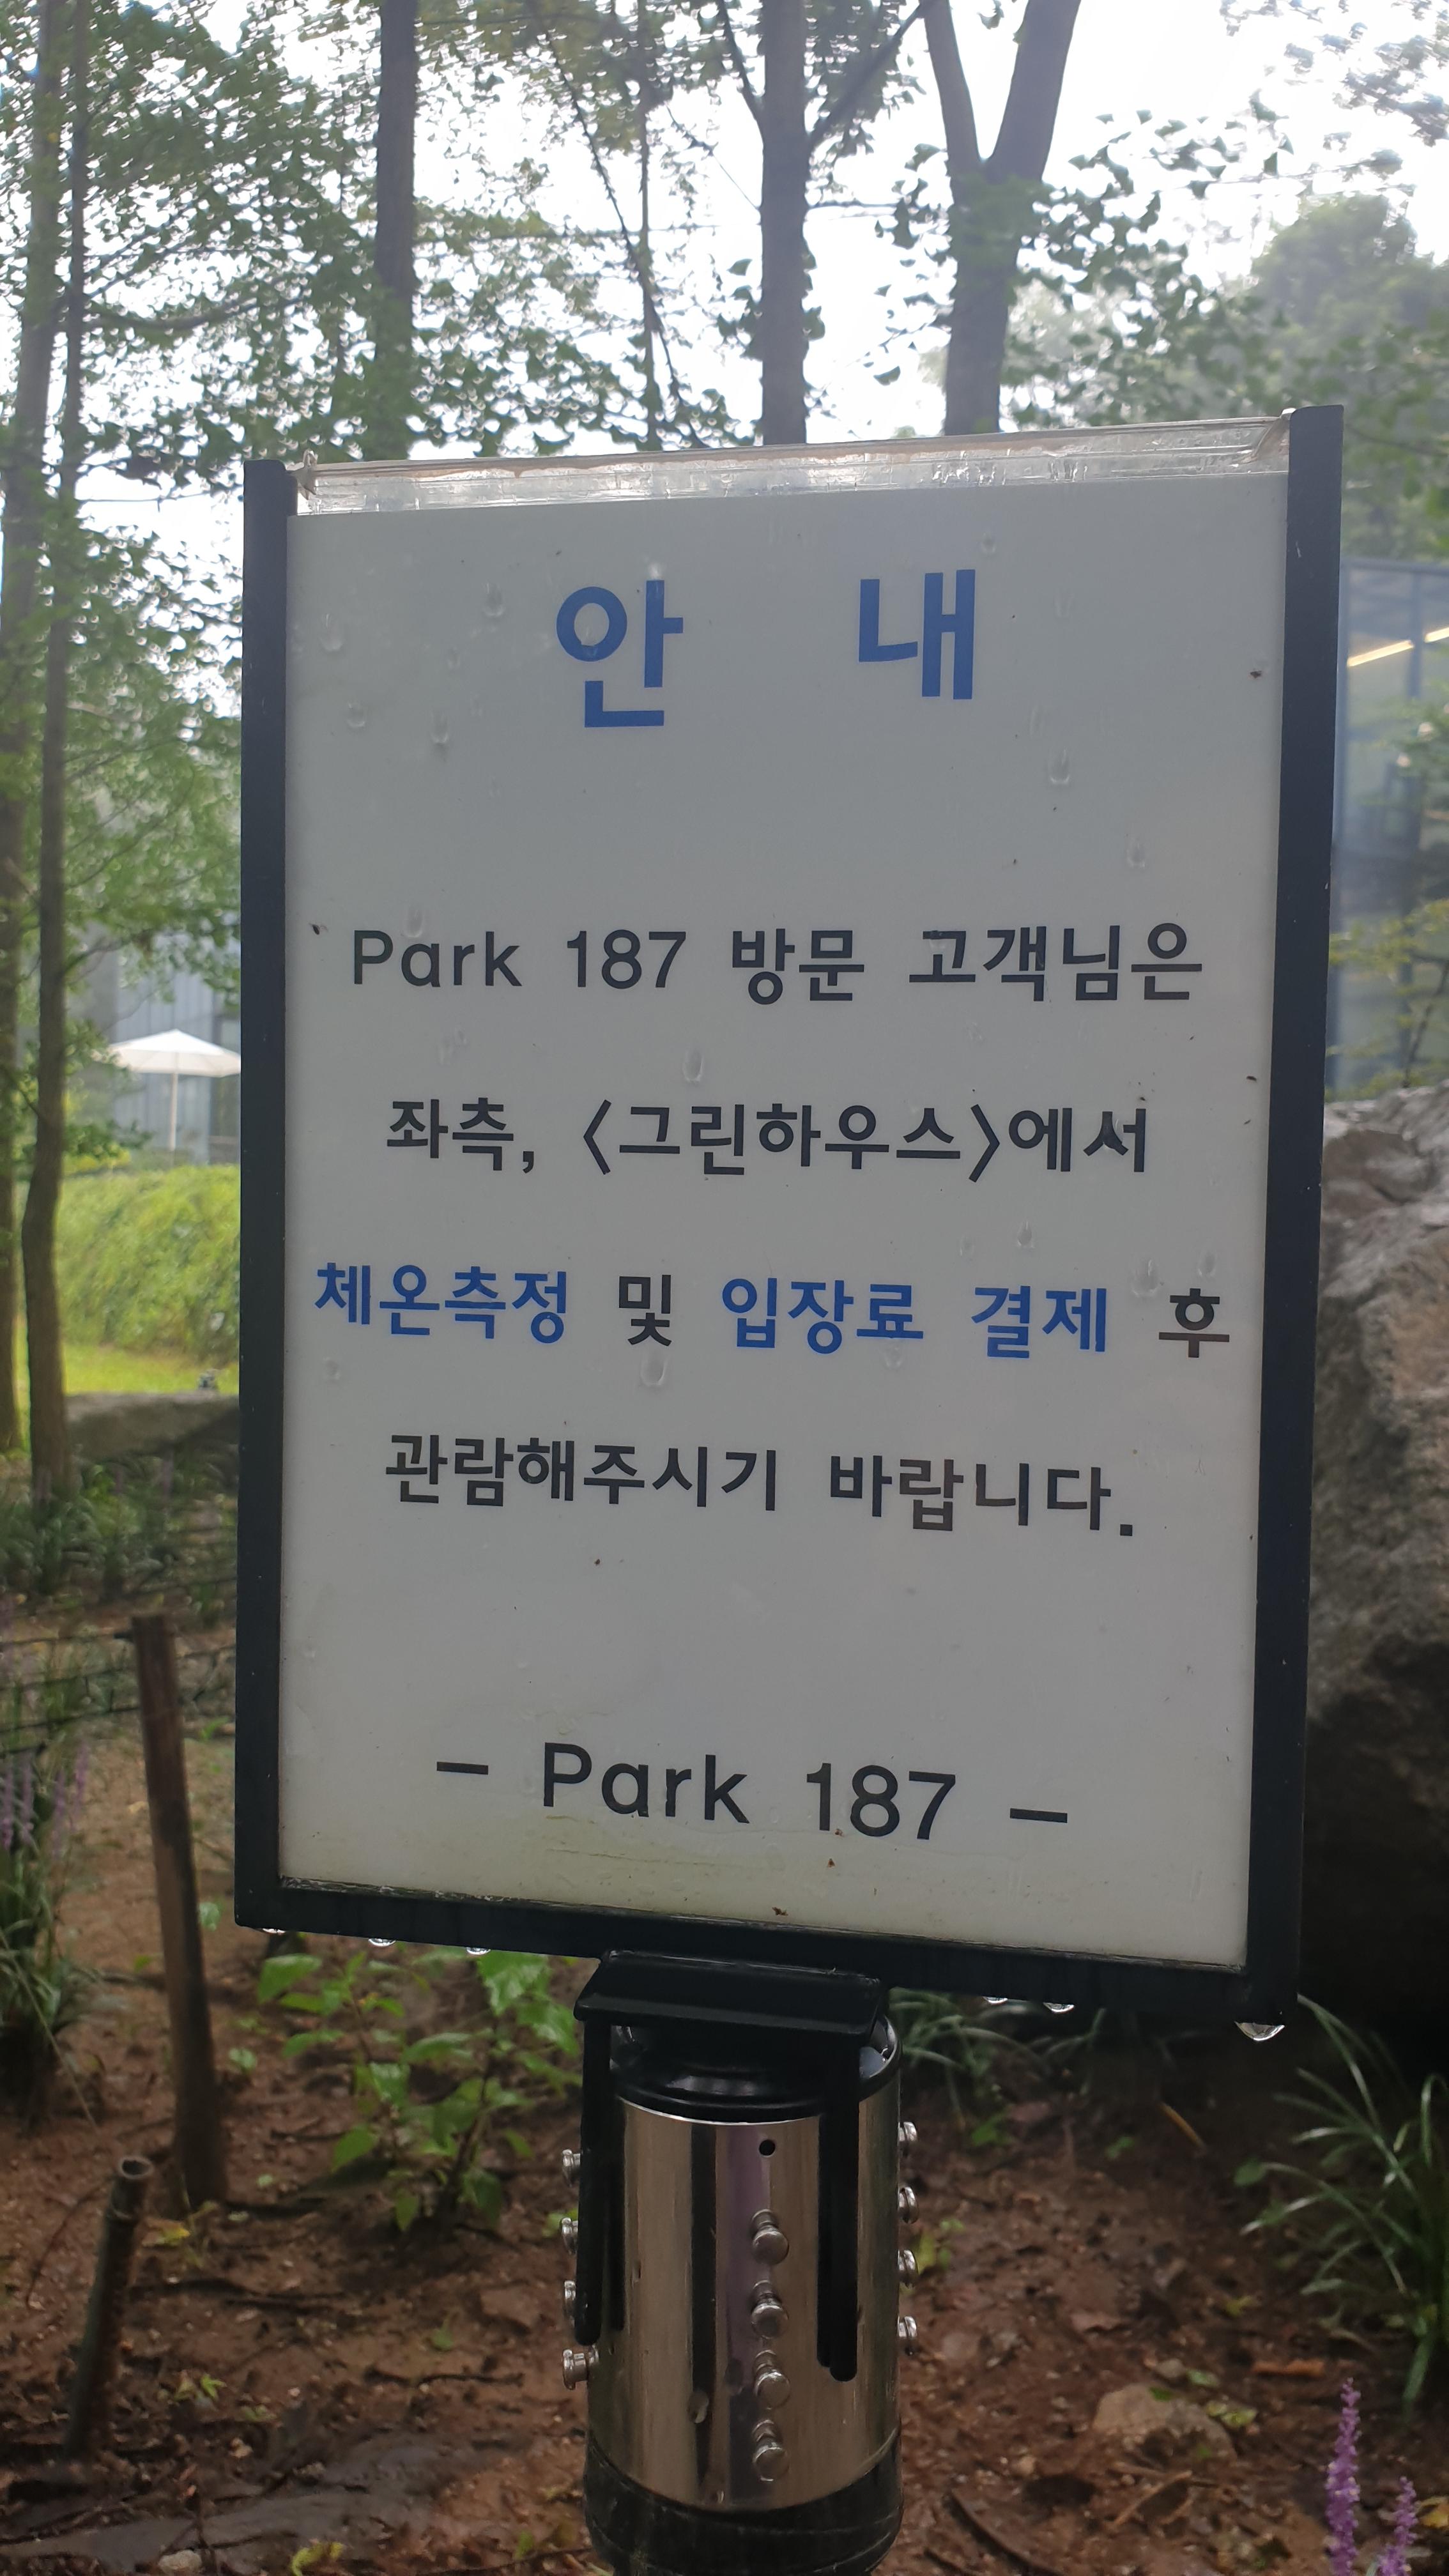 안 내
Park 187 방문 고객님은
좌측, <그린하우스>에서
체온측정 및 입장료 결제 후
관람해주시기 바랍니다.
– Park 187 –